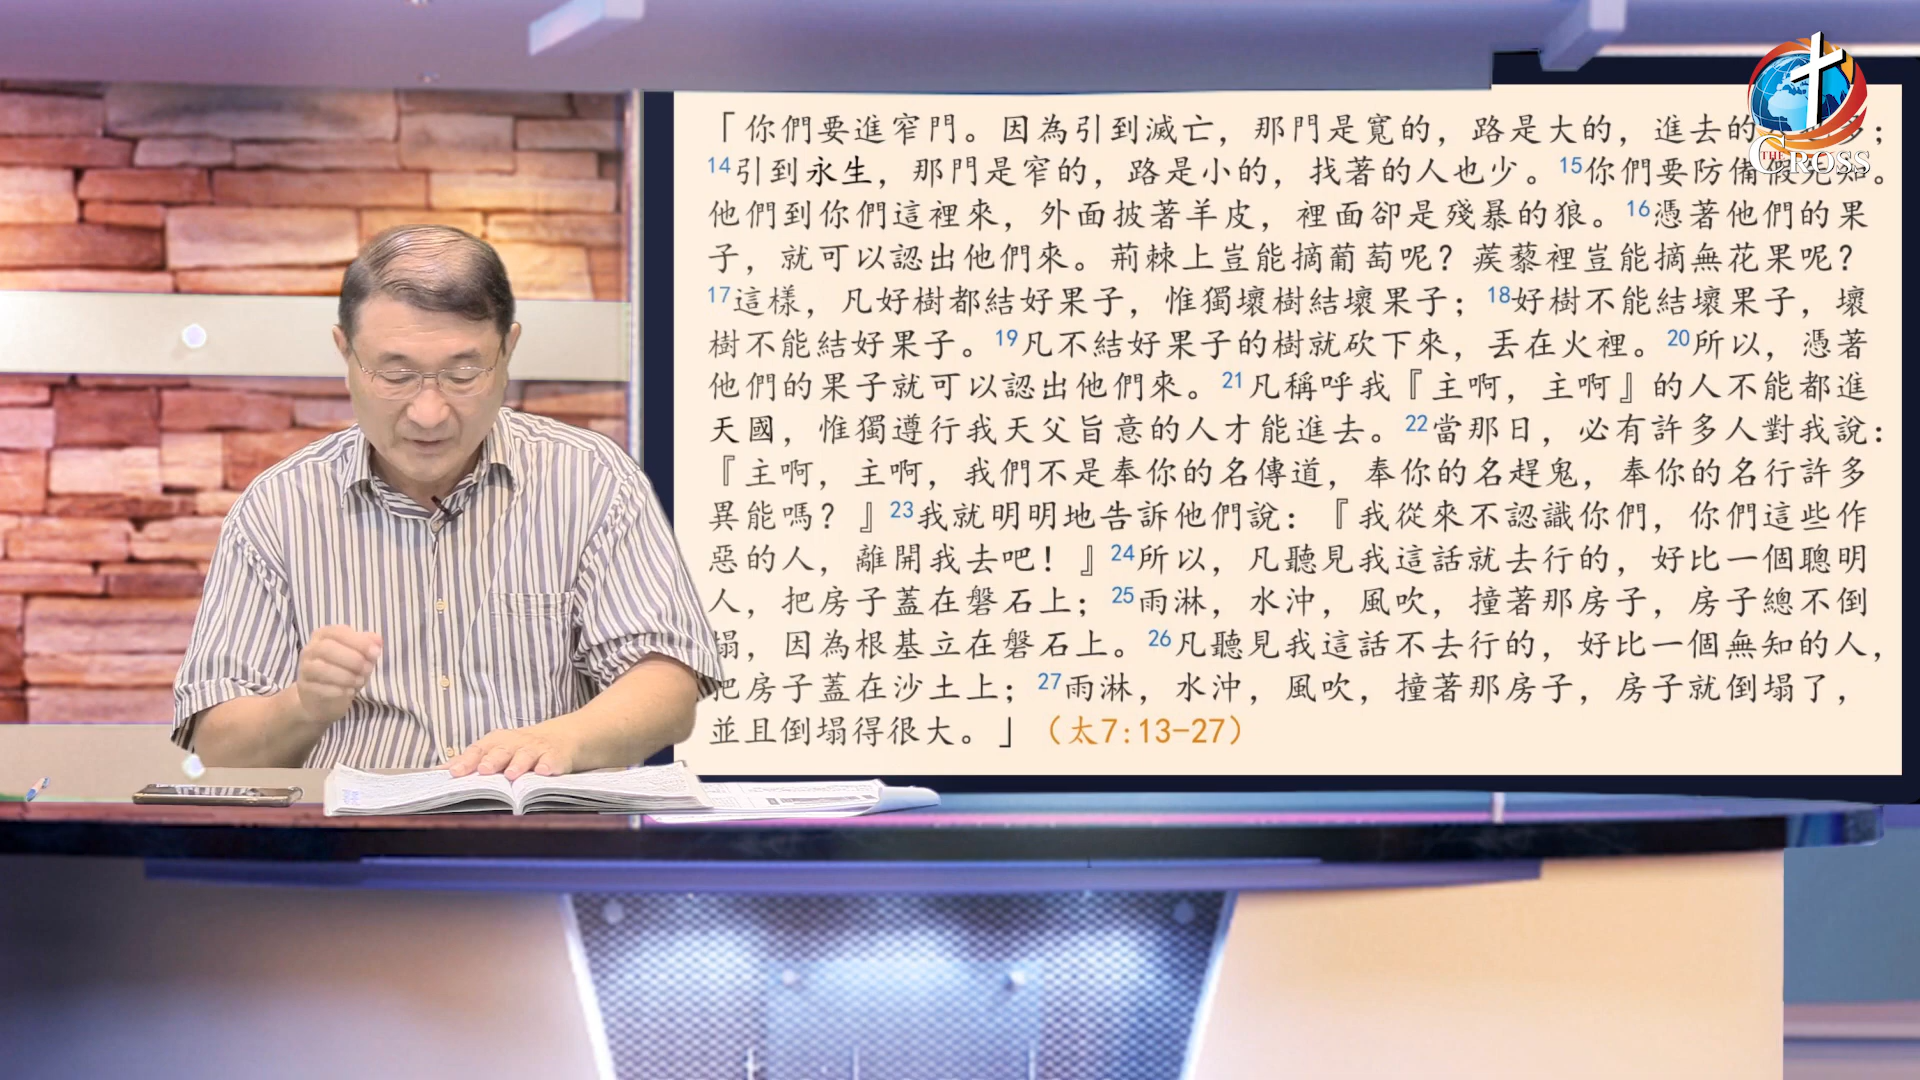 「你們要進窄門。因為引到滅亡，那門是寬的，路是大的，進去的
14引到永生，那門是窄的，路是小的，找著的人也少。15你們要防備假先知。
他們到你們這裡來，外面披著羊皮，裡面卻是殘暴的狼。16憑著他們的果
子，就可以認出他們來。荊棘上豈能摘葡萄呢？蒺藜裡豈能摘無花果呢？
17這樣，凡好樹都結好果子，惟獨壞樹結壞果子；18好樹不能結壞果子，壞
樹不能結好果子。19凡不結好果子的樹就砍下來，丟在火裡。20所以，憑著
他們的果子就可以認出他們來。21凡稱呼我『主啊，主啊』的人不能都進
天國，惟獨遵行我天父旨意的人才能進去。22當那日，必有許多人對我說：
『主啊，主啊，我們不是奉你的名傳道，奉你的名趕鬼，奉你的名行許多
異能嗎？』23我就明明地告訴他們說：『我從來不認識你們，你們這些作
惡的人，離開我去吧！』24所以，凡聽見我這話就去行的，好比一個聰明
人，把房子蓋在磐石上；25雨淋，水沖，風吹，撞著那房子，房子總不倒
塌，因為根基立在磐石上。26凡聽見我這話不去行的，好比一個無知的人，
把房子蓋在沙土上；27雨淋，水沖，風吹，撞著那房子，房子就倒塌了，
並且倒塌得很大。」（太7:13-27）
THE CROSS